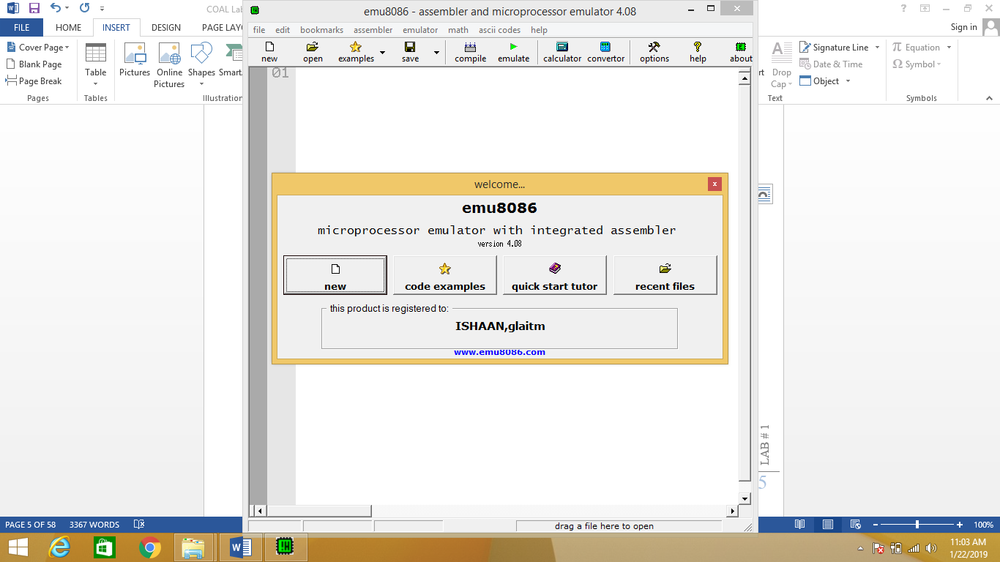 COAL Lab
emu8086 - assembler and microprocessor emulator 4.08
FILE HOME INSERT DESIGN
Sign in
file edit bookmarks assembler emulator math ascii codes help
Cover Page
Blank Page
Page Break
Pages
Table
Tables
Pictures
Online
Pictures
Shapes
new open examples save compile emulate calculator convertor options help about
Drop
Cap
Signature Line
Date & Time
Object
Text
Equation
Symbol
Symbols
01
welcome...
x
emu8086
microprocessor emulator with integrated assembler
version 4.08
new code examples quick start tutor recent files
this product is registered to:
ISHAAN,glaitm
www.emu8086.com
LAB # 1
5
drag a file here to open
PAGE 5 OF 58 3367 WORDS
100%
11:03 AM
1/22/2019